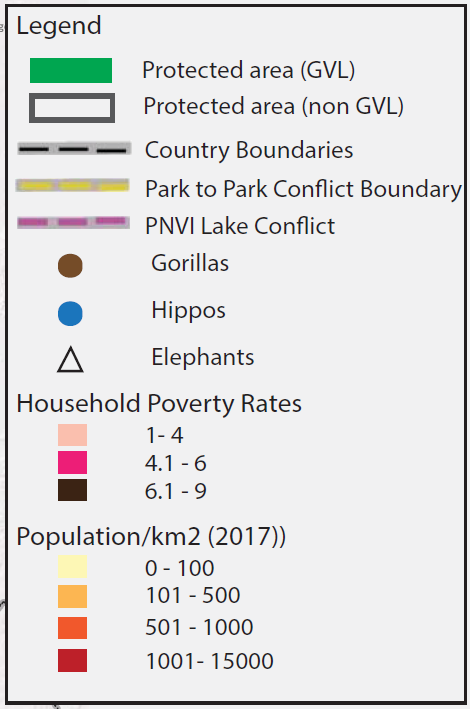 Legend
Protected area (GVL)
Protected area (non GVL)
Country Boundaries
Park to Park Conflict Boundary
PNVI Lake Conflict
Gorillas
Hippos
Elephants
Household Poverty Rates
1- 4
4.1 - 6
6.1 - 9
Population/km2 (2017))
0 - 100
101 - 500
501 - 1000
1001- 15000